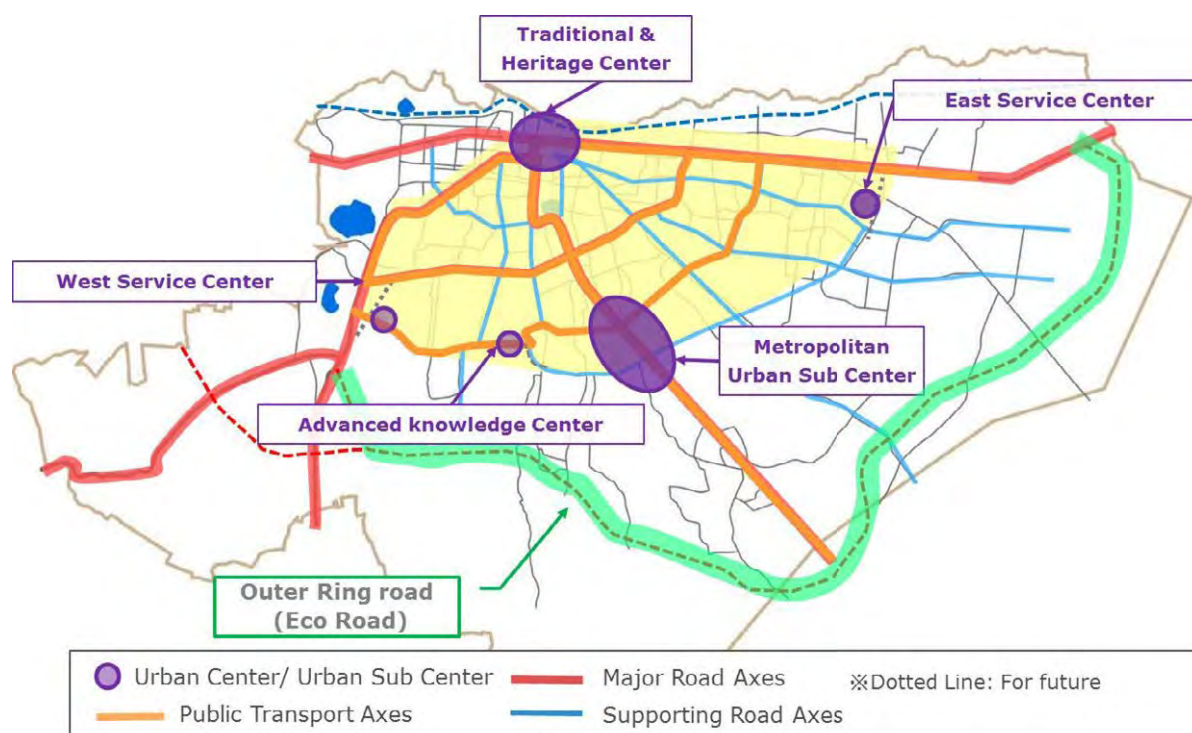 Traditional &
Heritage Center
East Service Center
West Service Center
Metropolitan
Urban Sub Center
Advanced knowledge Center
Outer Ring road
(Eco Road)
Urban Center/ Urban Sub Center
Major Road Axes
※Dotted Line: For future
Public Transport Axes
Supporting Road Axes